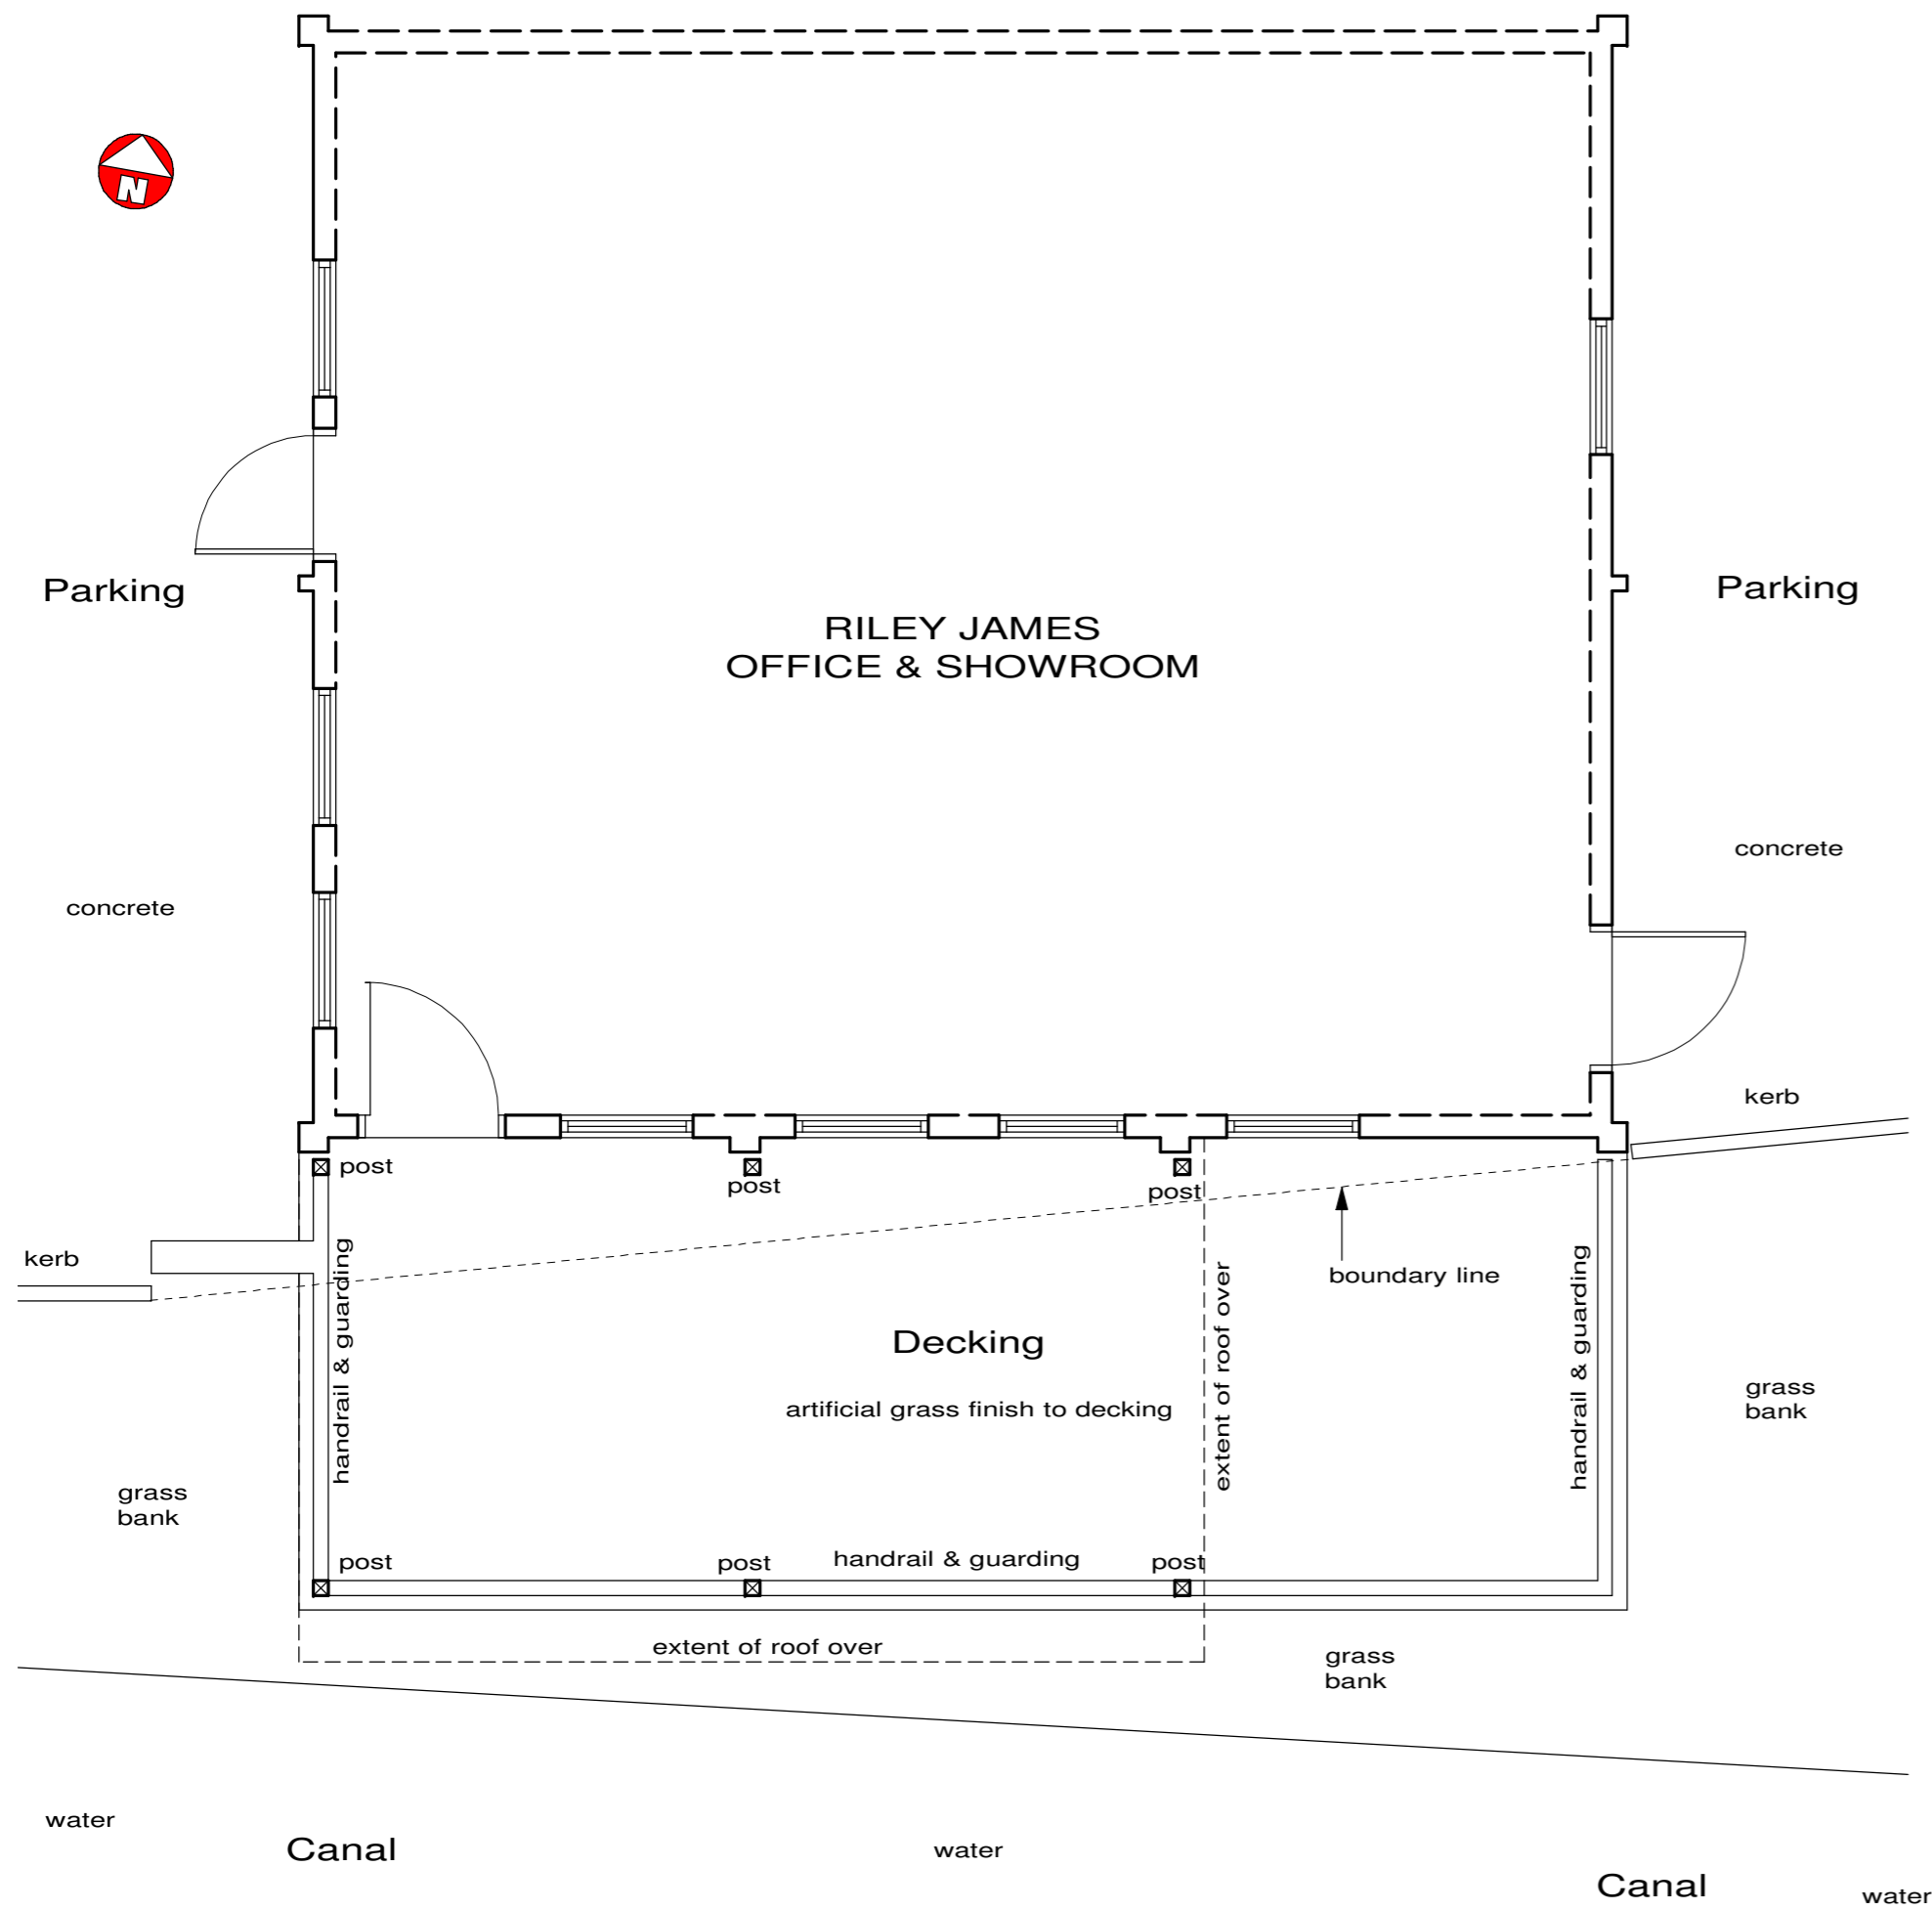 N
Parking
Parking
RILEY JAMES
OFFICE & SHOWROOM
concrete
concrete
kerb
post
post
post
kerb
handrail & guarding
boundary line
extent of roof over
handrail & guarding
Decking
artificial grass finish to decking
grass
bank
grass
bank
post
post
handrail & guarding
post
extent of roof over
grass
bank
water
Canal
water
Canal
water